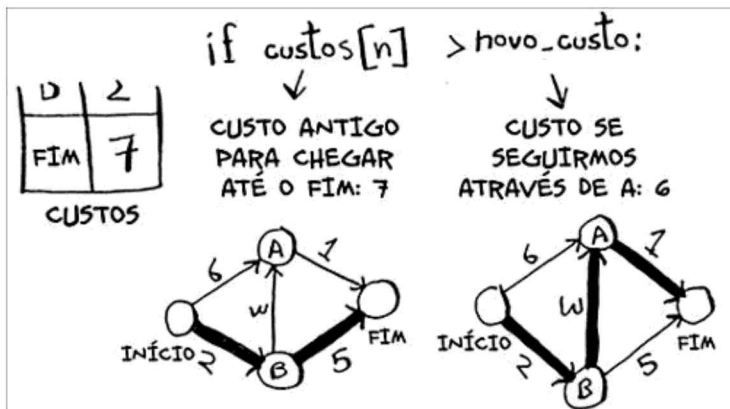 if custos[n] > novo_custo:
2
FIM 7
CUSTOS
CUSTO ANTIGO
PARA CHEGAR
ATÉ O FIM: 7
CUSTO SE
SEGUIRMOS
ATRAVÉS DE A: 6
6 A 1
3
INÍCIO 2 B 5 FIM
6 A 1
3
INÍCIO 2 B 5 FIM